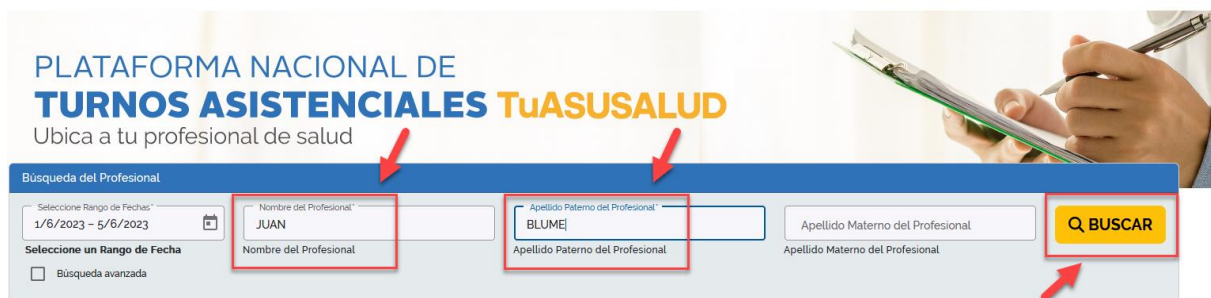 PLATAFORMA NACIONAL DE
TURNOS ASISTENCIALES TuASUSALUD
Ubica a tu profesional de salud
Búsqueda del Profesional
Seleccione Rango de Fechas*
1/6/2023 – 5/6/2023
Seleccione un Rango de Fecha
Nombre del Profesional*
JUAN
Nombre del Profesional
Apellido Paterno del Profesional*
BLUME
Apellido Paterno del Profesional
Apellido Materno del Profesional
Apellido Materno del Profesional
BUSCAR
Búsqueda avanzada